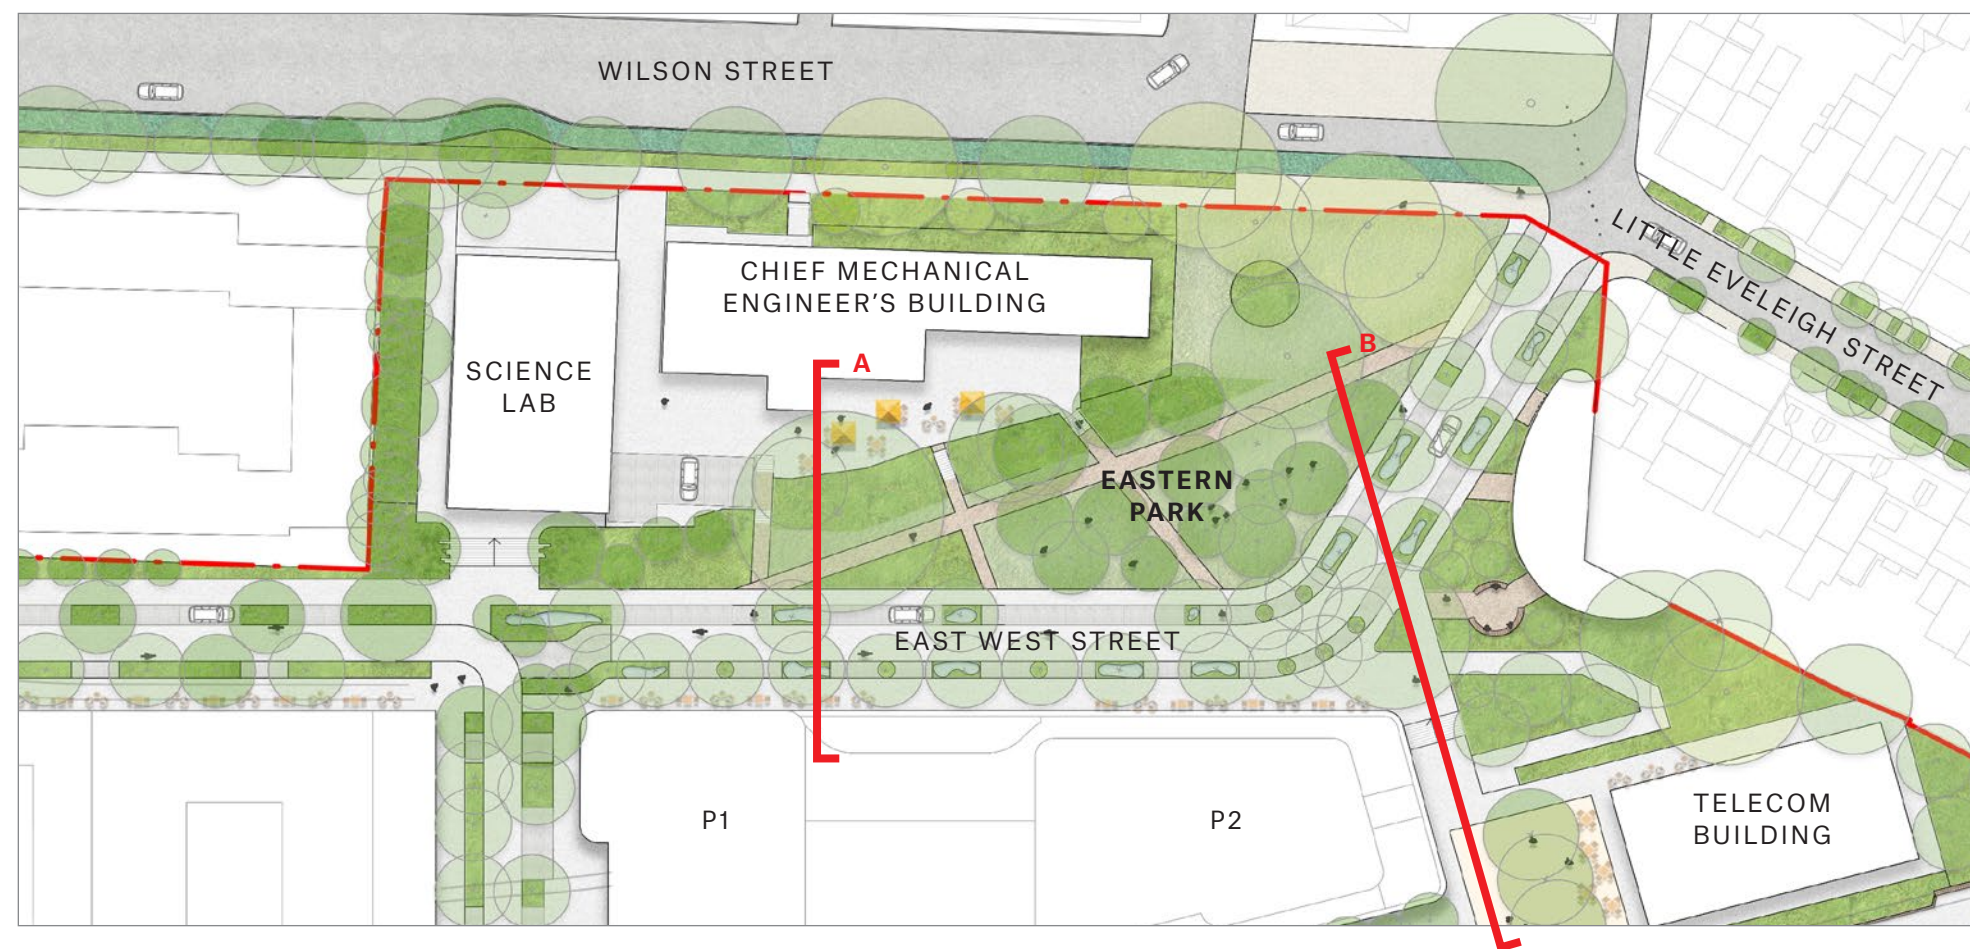 WILSON STREET
LITTLE EVELEIGH STREET
CHIEF MECHANICAL
ENGINEER'S BUILDING
SCIENCE
LAB
A
B
EASTERN
PARK
EAST WEST STREET
P1
P2
TELECOM
BUILDING